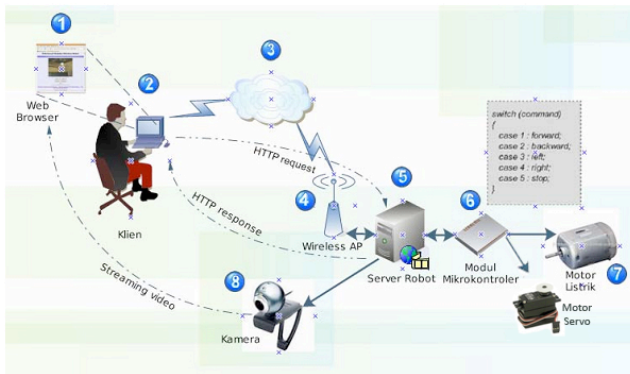 1
Web
Browser
2
Klien
3
HTTP request
HTTP response
Streaming video
4
Wireless AP
5
Server Robot
6
Modul
Mikrokontroler
switch (command)
{
case 1 : forward;
case 2 : backward;
case 3 : left;
case 4 : right;
case 5 : stop;
}
Motor
Listrik
7
Motor
Servo
8
Kamera